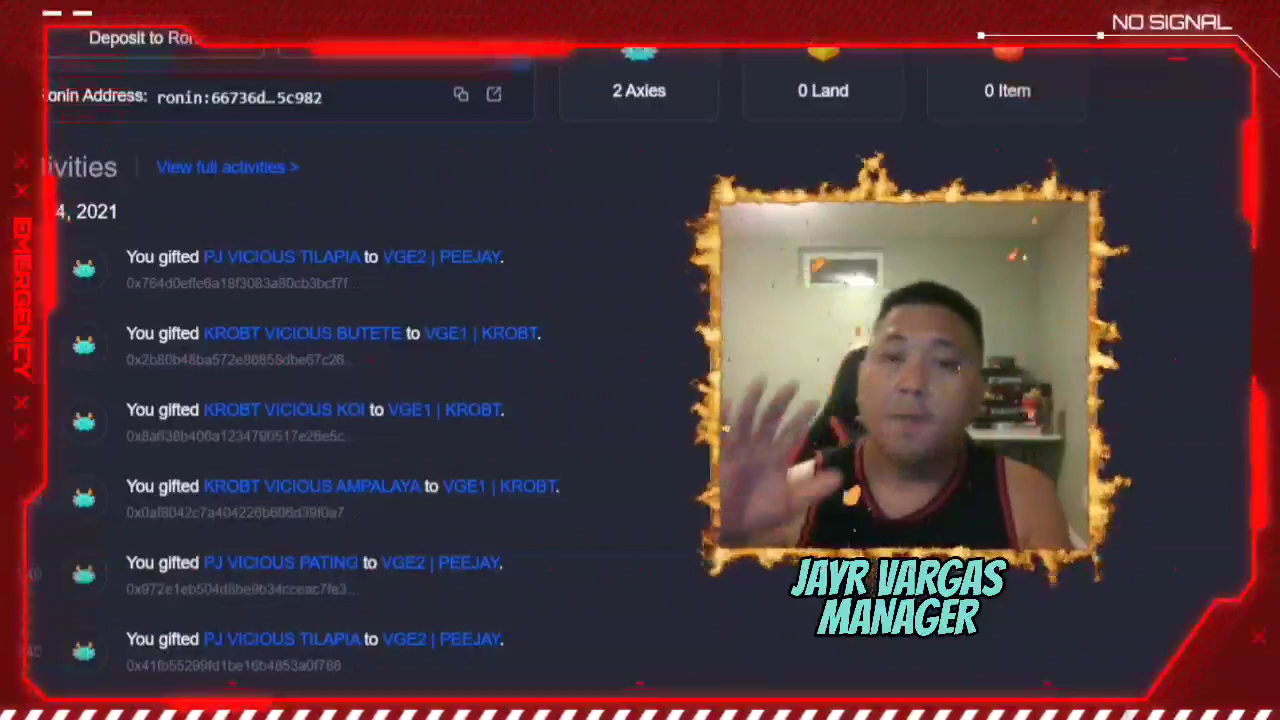 NO SIGNAL
Deposit to Ron
onin Address: ronin:66736d...5c982
2 Axies
0 Land
0 Item
ivities
View full activities >
4, 2021
You gifted PJ VICIOUS TILAPIA to VGE2 | PEEJAY.
You gifted KROBT VICIOUS BUTETE to VGE1 | KROBT.
You gifted KROBT VICIOUS KOI to VGE1 | KROBT.
You gifted KROBT VICIOUS AMPALAYA to VGE1 | KROBT.
You gifted PJ VICIOUS PATING to VGE2 | PEEJAY.
You gifted PJ VICIOUS TILAPIA to VGE2 | PEEJAY.
EMERGENCY
JAYR VARGAS
MANAGER